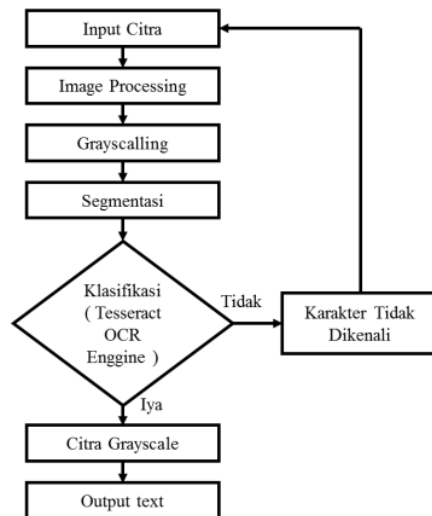 Input Citra
Image Processing
Grayscalling
Segmentasi
Klasifikasi
( Tesseract
OCR
Enggine )
Tidak
Karakter Tidak
Dikenali
Iya
Citra Grayscale
Output text